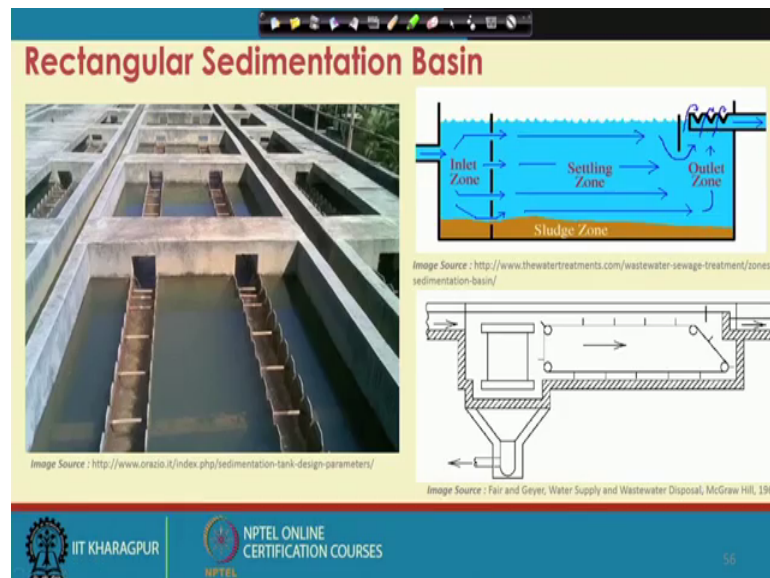 Rectangular Sedimentation Basin
Inlet
Zone
Settling
Zone
Outlet
Zone
Sludge Zone
Image Source : http://www.thewatertreatments.com/wastewater-sewage-treatment/zones
sedimentation-basin/
Image Source : http://www.orazio.it/index.php/sedimentation-tank-design-parameters/
Image Source : Fair and Geyer, Water Supply and Wastewater Disposal, McGraw Hill, 196
IIT KHARAGPUR
NPTEL
NPTEL ONLINE
CERTIFICATION COURSES
56